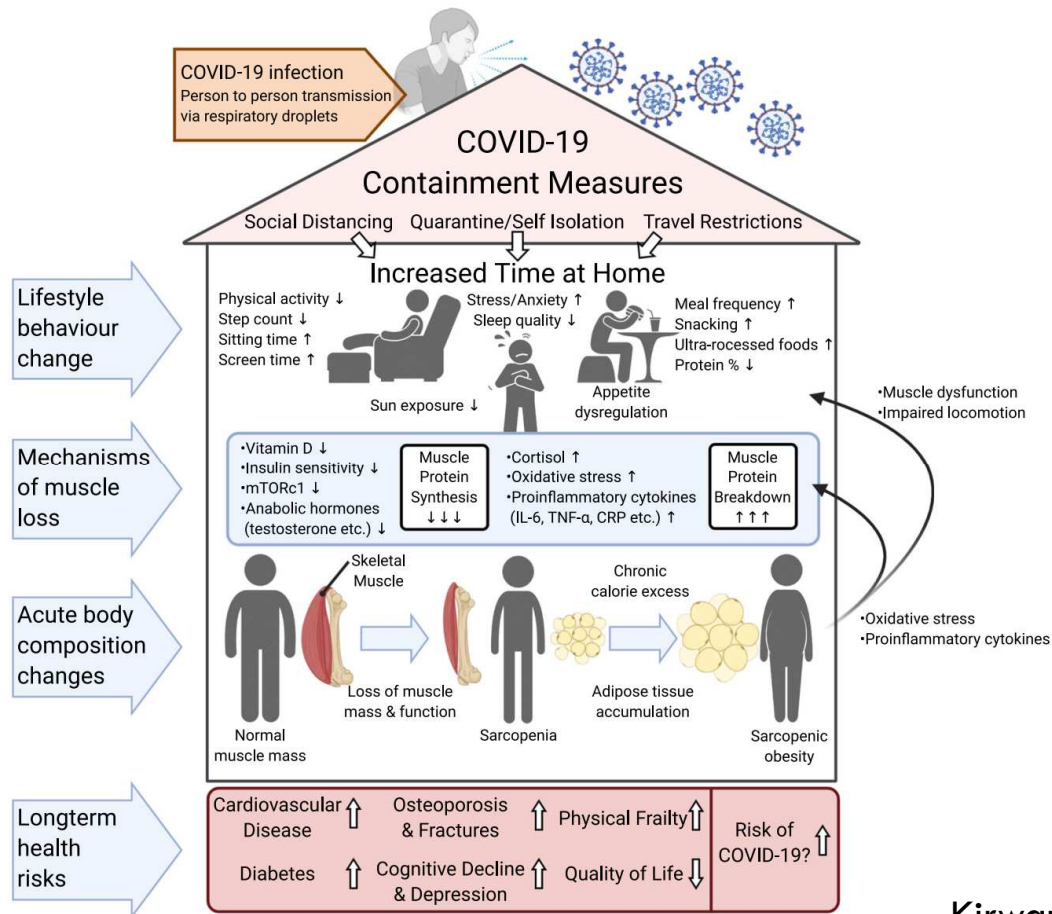 COVID-19 infection
Person to person transmission
via respiratory droplets
COVID-19
Containment Measures
Social Distancing Quarantine/Self Isolation Travel Restrictions
Increased Time at Home
Lifestyle
behaviour
change
Physical activity ↓
Step count ↓
Sitting time ↑
Screen time ↑
Stress/Anxiety ↑
Sleep quality ↓
Meal frequency ↑
Snacking ↑
Ultra-rocessed foods ↑
Protein % ↓
Sun exposure ↓
Appetite
dysregulation
•Muscle dysfunction
•Impaired locomotion
Mechanisms
of muscle
loss
•Vitamin D ↓
•Insulin sensitivity ↓
•mTORc1 ↓
•Anabolic hormones
(testosterone etc.) ↓
Muscle
Protein
Synthesis
↓↓↓
•Cortisol ↑
•Oxidative stress ↑
•Proinflammatory cytokines
(IL-6, TNF-α, CRP etc.) ↑
Muscle
Protein
Breakdown
↑↑↑
Acute body
composition
changes
Skeletal
Muscle
Chronic
calorie excess
•Oxidative stress
•Proinflammatory cytokines
Loss of muscle
mass & function
Adipose tissue
accumulation
Normal
muscle mass
Sarcopenia
Sarcopenic
obesity
Longterm
health
risks
Cardiovascular
Disease ⇧
Osteoporosis
& Fractures ⇧
Physical Frailty ⇧
Diabetes ⇧
Cognitive Decline
& Depression ⇧
Quality of Life ⇩
Risk of
COVID-19? ⇧